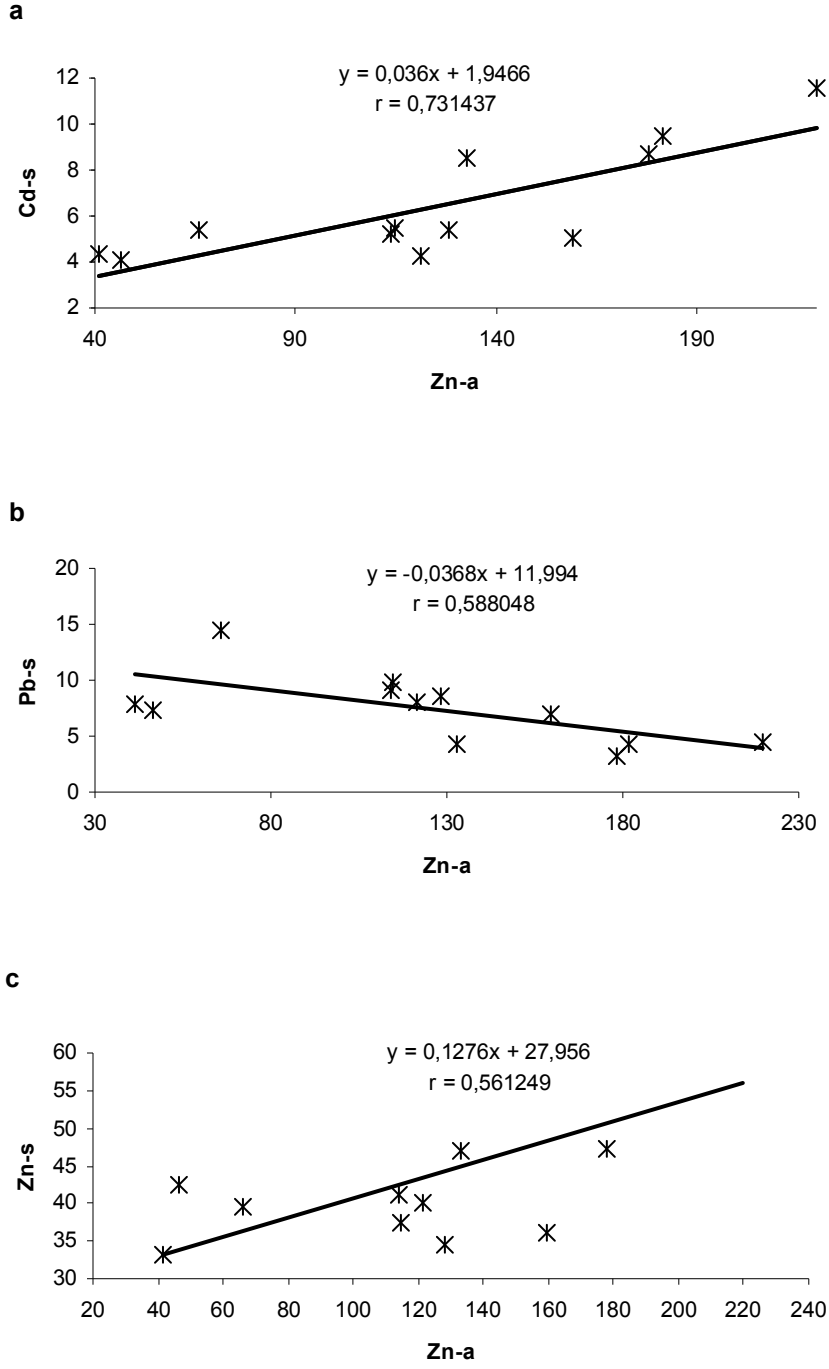 a
y = 0,036x + 1,9466
r = 0,731437
12
10
8
6
4
2
Cd-s
40 90 140 190
Zn-a
b
y = -0,0368x + 11,994
r = 0,588048
20
15
10
5
0
Pb-s
30 80 130 180 230
Zn-a
c
y = 0,1276x + 27,956
r = 0,561249
60
55
50
45
40
35
30
Zn-s
20 40 60 80 100 120 140 160 180 200 220 240
Zn-a